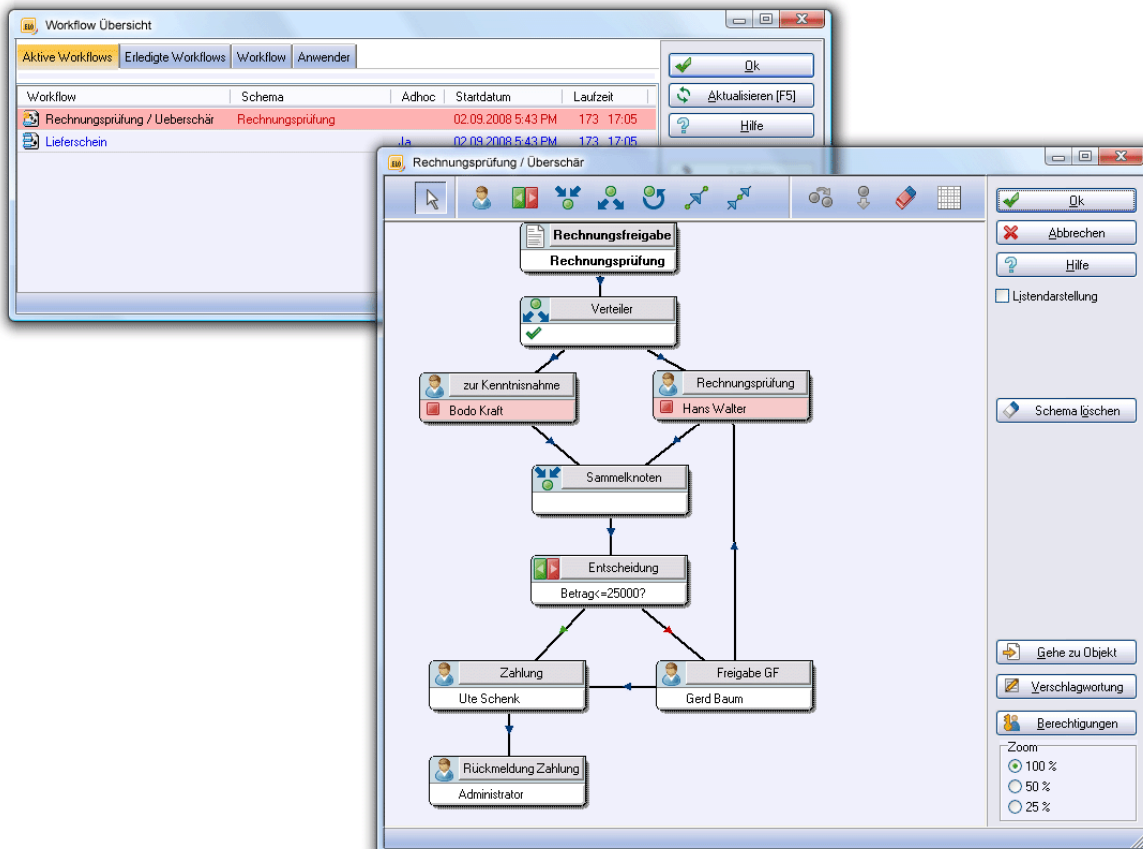 ELO Workflow Übersicht
Aktive Workflows Erledigte Workflows Workflow Anwender
Ok
Aktualisieren [F5]
Hilfe
Workflow Schema Adhoc Startdatum Laufzeit
Rechnungsprüfung / Ueberschär Rechnungsprüfung 02.09.2008 5:43 PM 173 17:05
Lieferschein Ja 02.09.2008 5:43 PM 173 17:05
ELO Rechnungsprüfung / Überschär
Rechnungsfreigabe
Rechnungsprüfung
Verteiler
zur Kenntnisnahme
Bodo Kraft
Rechnungsprüfung
Hans Walter
Sammelknoten
Entscheidung
Betrag<=25000?
Zahlung
Ute Schenk
Freigabe GF
Gerd Baum
Rückmeldung Zahlung
Administrator
Ok
Abbrechen
Hilfe
Listendarstellung
Schema löschen
Gehe zu Objekt
Verschlagwortung
Berechtigungen
Zoom
100 %
50 %
25 %